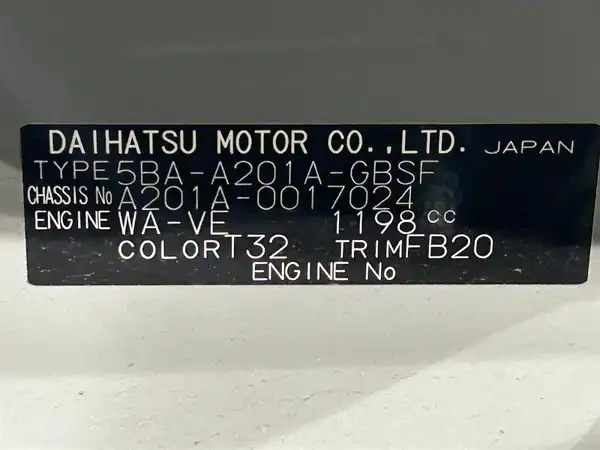 DAIHATSU MOTOR CO.,LTD. JAPAN
TYPE 5BA-A201A-GBSF
CHASSIS No A201A-0017024
ENGINE WA-VE 1198 cc
COLOR T32 TRIM FB20
ENGINE No